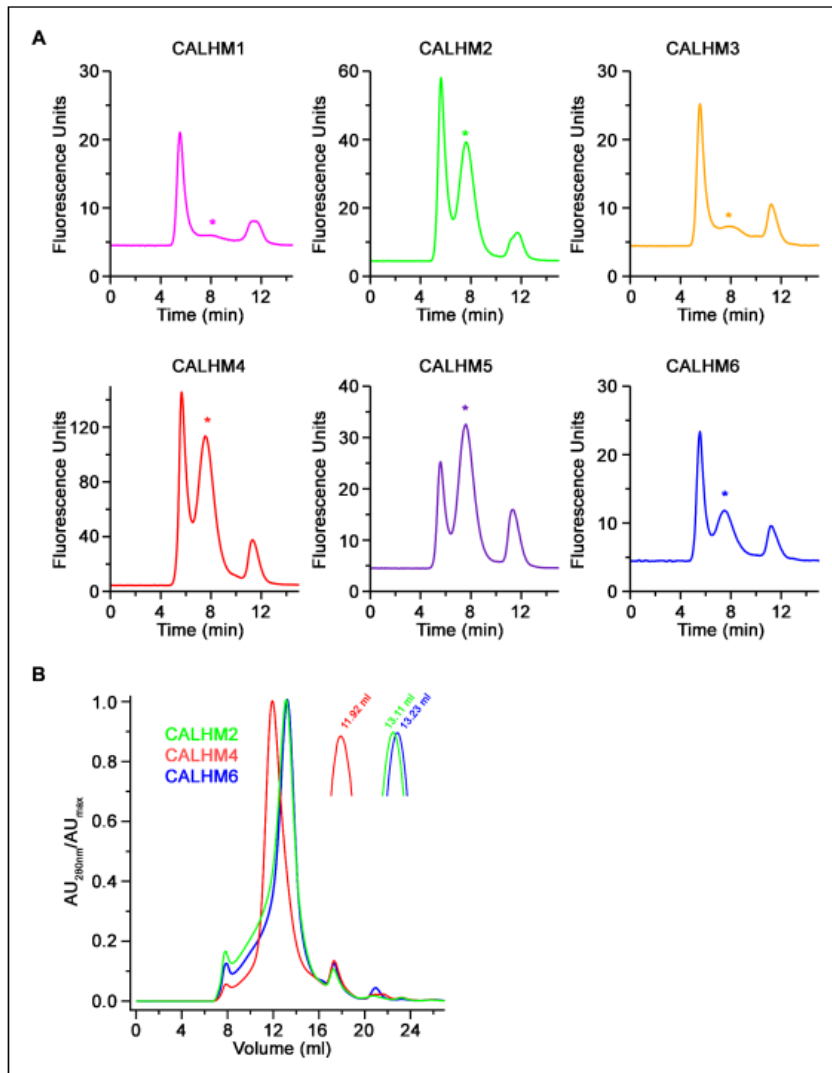 A
CALHM1
CALHM2
CALHM3
30
20
10
0
Fluorescence Units
0 4 8 12
Time (min)
*
60
40
20
0
Fluorescence Units
0 4 8 12
Time (min)
*
30
20
10
0
Fluorescence Units
0 4 8 12
Time (min)
*
CALHM4
CALHM5
CALHM6
120
80
40
0
Fluorescence Units
0 4 8 12
Time (min)
*
40
30
20
10
5
0
Fluorescence Units
0 4 8 12
Time (min)
*
30
20
10
0
Fluorescence Units
0 4 8 12
Time (min)
*
B
CALHM2
CALHM4
CALHM6
11.92 ml
13.11 ml
13.23 ml
1.0
0.8
0.6
0.4
0.2
0.0
AU280nm/AUmax
0 4 8 12 16 20 24
Volume (ml)